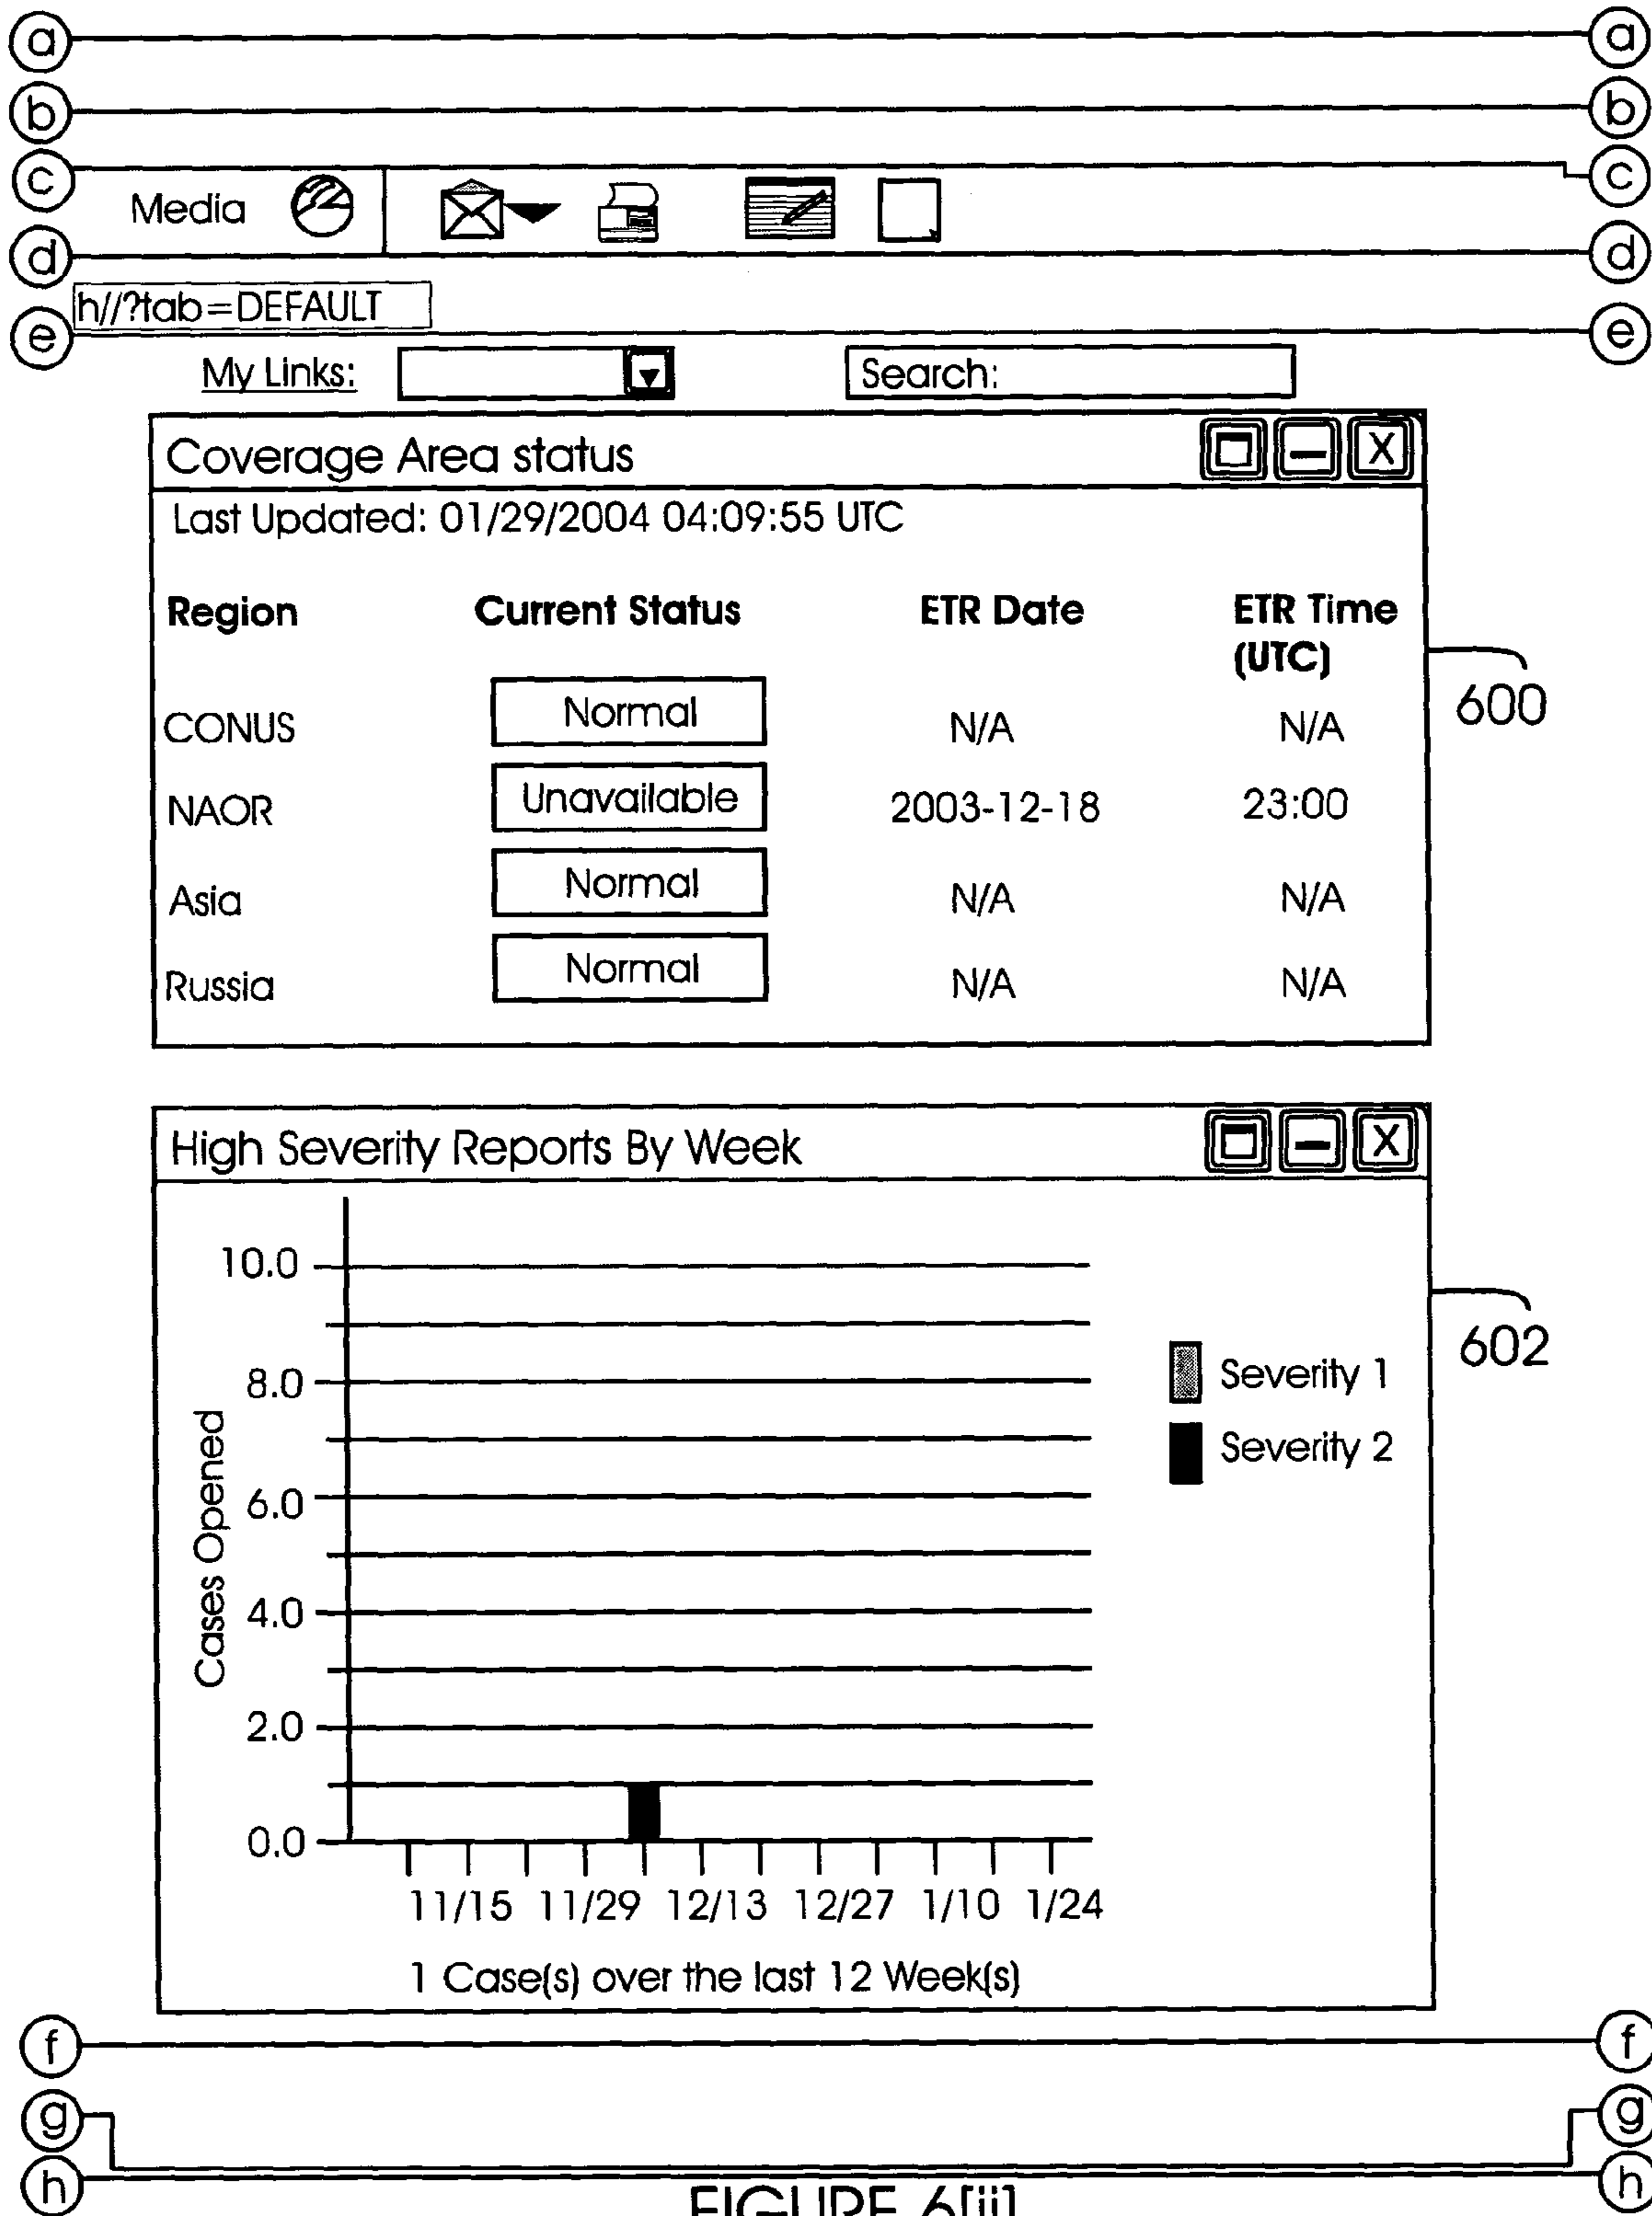 a a
b b
c c
Media
d d
h//?tab=DEFAULT
e e
My Links: Search:
Coverage Area status X
Last Updated: 01/29/2004 04:09:55 UTC
Region Current Status ETR Date ETR Time
(UTC)
600
CONUS Normal N/A N/A
NAOR Unavailable 2003-12-18 23:00
Asia Normal N/A N/A
Russia Normal N/A N/A
High Severity Reports By Week X
602
10.0
8.0
6.0
4.0
2.0
0.0
Cases Opened
Severity 1
Severity 2
11/15 11/29 12/13 12/27 1/10 1/24
1 Case(s) over the last 12 Week(s)
f f
g g
h h
FIGURE 6[ii]